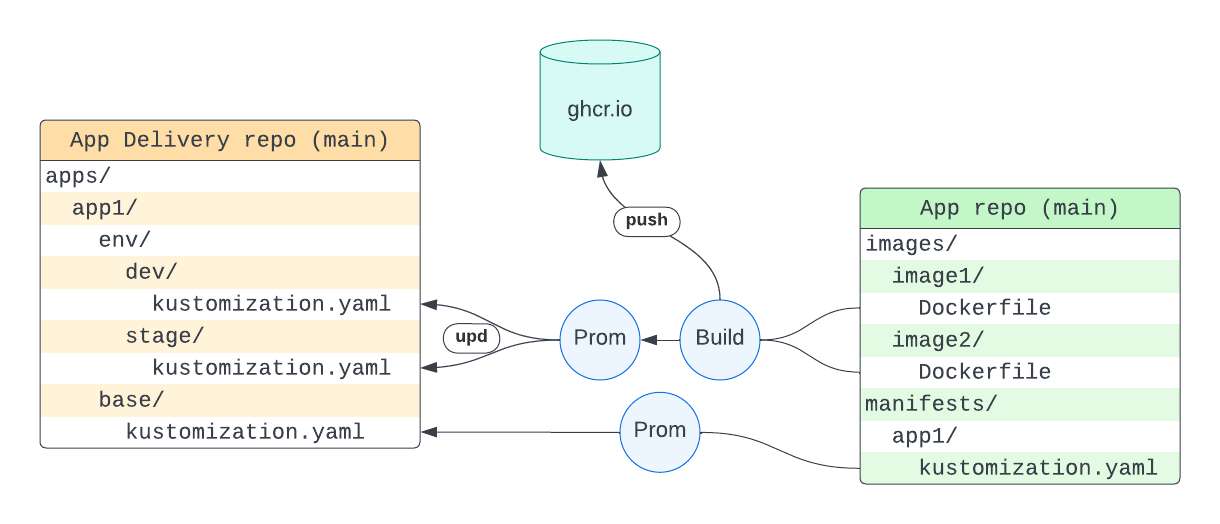 ghcr.io
App Delivery repo (main)
apps/
app1/
env/
dev/
kustomization.yaml
stage/
kustomization.yaml
base/
kustomization.yaml
push
upd
Prom
Build
Prom
App repo (main)
images/
image1/
Dockerfile
image2/
Dockerfile
manifests/
app1/
kustomization.yaml